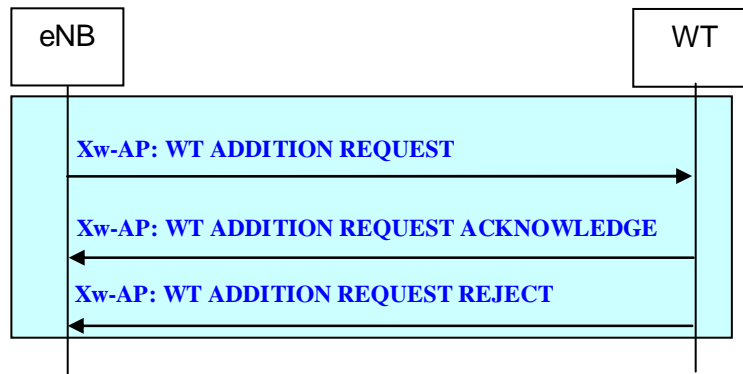 eNB
WT
Xw-AP: WT ADDITION REQUEST
Xw-AP: WT ADDITION REQUEST ACKNOWLEDGE
Xw-AP: WT ADDITION REQUEST REJECT